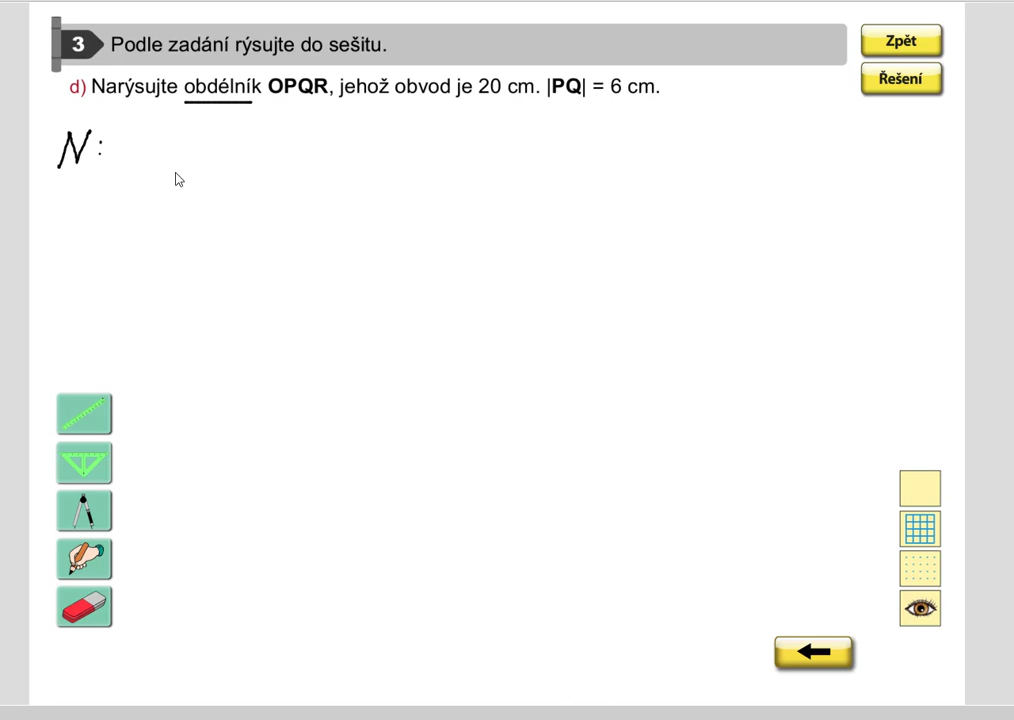 3 Podle zadání rýsujte do sešitu.
Zpět
Řešení
d) Narýsujte obdélník OPQR, jehož obvod je 20 cm. |PQ| = 6 cm.
N: